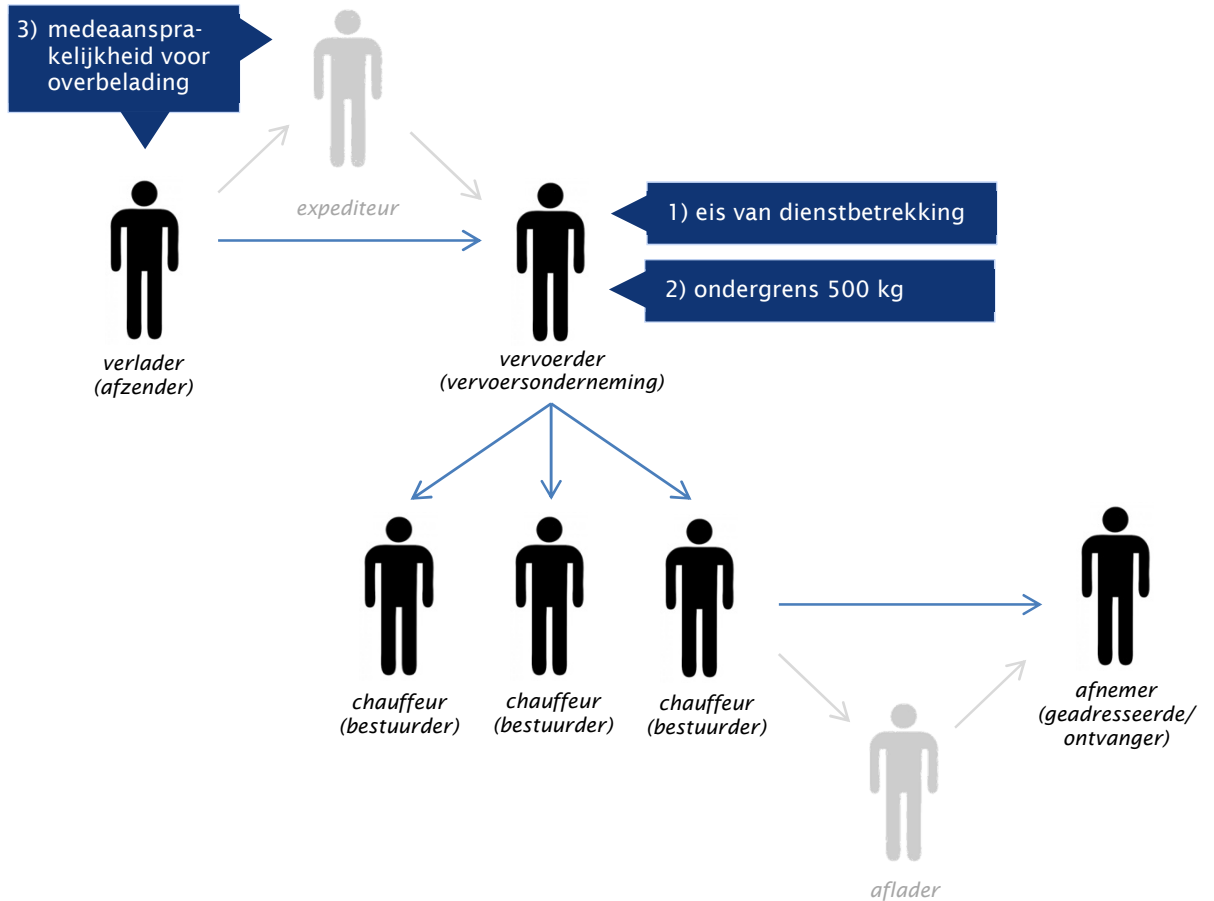 3) medeaanspra-
kelijkheid voor
overbelading
expediteur
1) eis van dienstbetrekking
2) ondergrens 500 kg
verlader
(afzender)
vervoerder
(vervoersonderneming)
chauffeur
(bestuurder)
chauffeur
(bestuurder)
chauffeur
(bestuurder)
afnemer
(geadresseerde/
ontvanger)
aflader